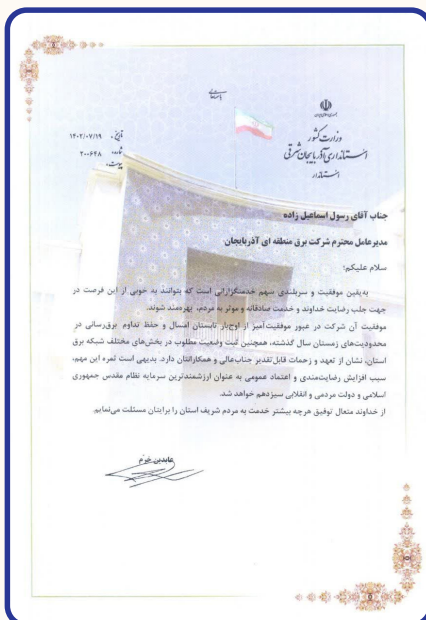 باسمه تعالی
جمهوری اسلامی ایران
وزارت کشور
استانداری آذربایجان شرقی
استاندار
تاریخ: ۱۴۰۲/۰۷/۱۹
شماره: ۲۰۰۶۴۸
پیوست:
جناب آقای رسول اسماعیل زاده
مدیرعامل محترم شرکت برق منطقه ای آذربایجان
سلام علیکم؛
به‌یقین موفقیت و سربلندی سهم خدمتگزارانی است که بتوانند به خوبی از این فرصت در
جهت جلب رضایت خداوند و خدمت صادقانه و موثر به مردم، بهره‌مند شوند.
موفقیت آن شرکت در عبور موفقیت‌آمیز از اوج‌بار تابستان امسال و حفظ تداوم برق‌رسانی در
محدودیت‌های زمستان سال گذشته، همچنین ثبت وضعیت مطلوب در بخش‌های مختلف شبکه برق
استان، نشان از تعهد و زحمات قابل‌تقدیر جناب‌عالی و همکارانتان دارد. بدیهی است ثمره این مهم،
سبب افزایش رضایت‌مندی و اعتماد عمومی به عنوان ارزشمندترین سرمایه نظام مقدس جمهوری
اسلامی و دولت مردمی و انقلابی سیزدهم خواهد شد.
از خداوند متعال توفیق هرچه بیشتر خدمت به مردم شریف استان را برایتان مسئلت می‌نمایم.
عابدین خرم